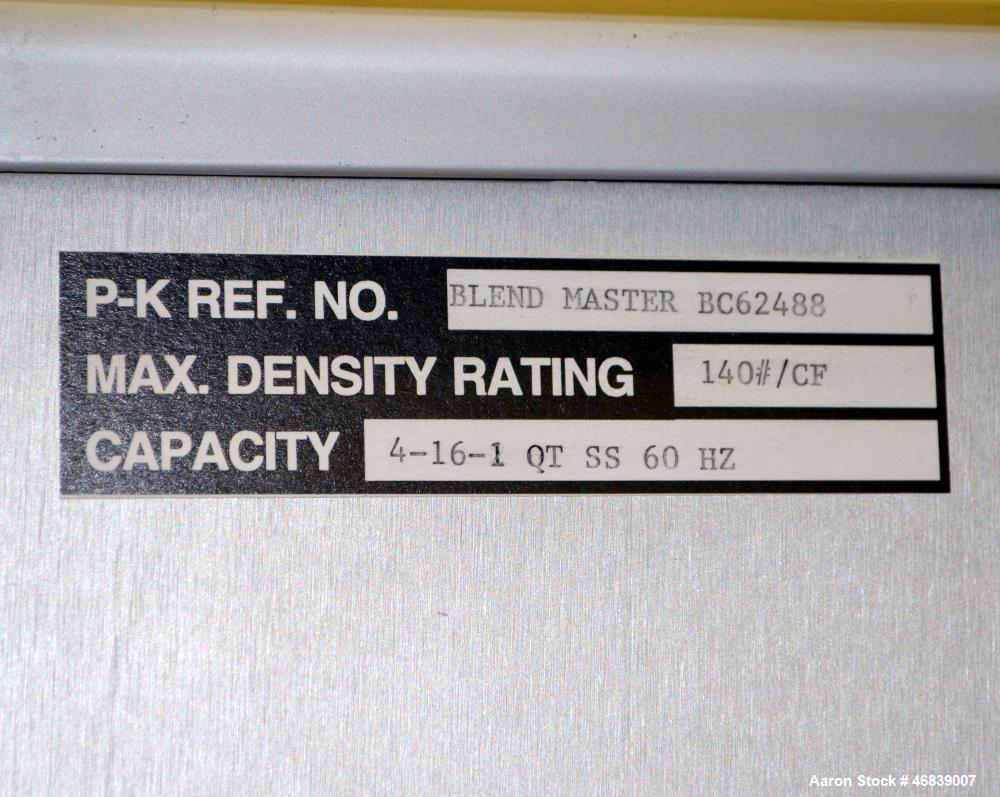 P-K REF. NO. BLEND MASTER BC62488
MAX. DENSITY RATING 140#/CF
CAPACITY 4-16-1 QT SS 60 HZ
Aaron Stock # 46839007